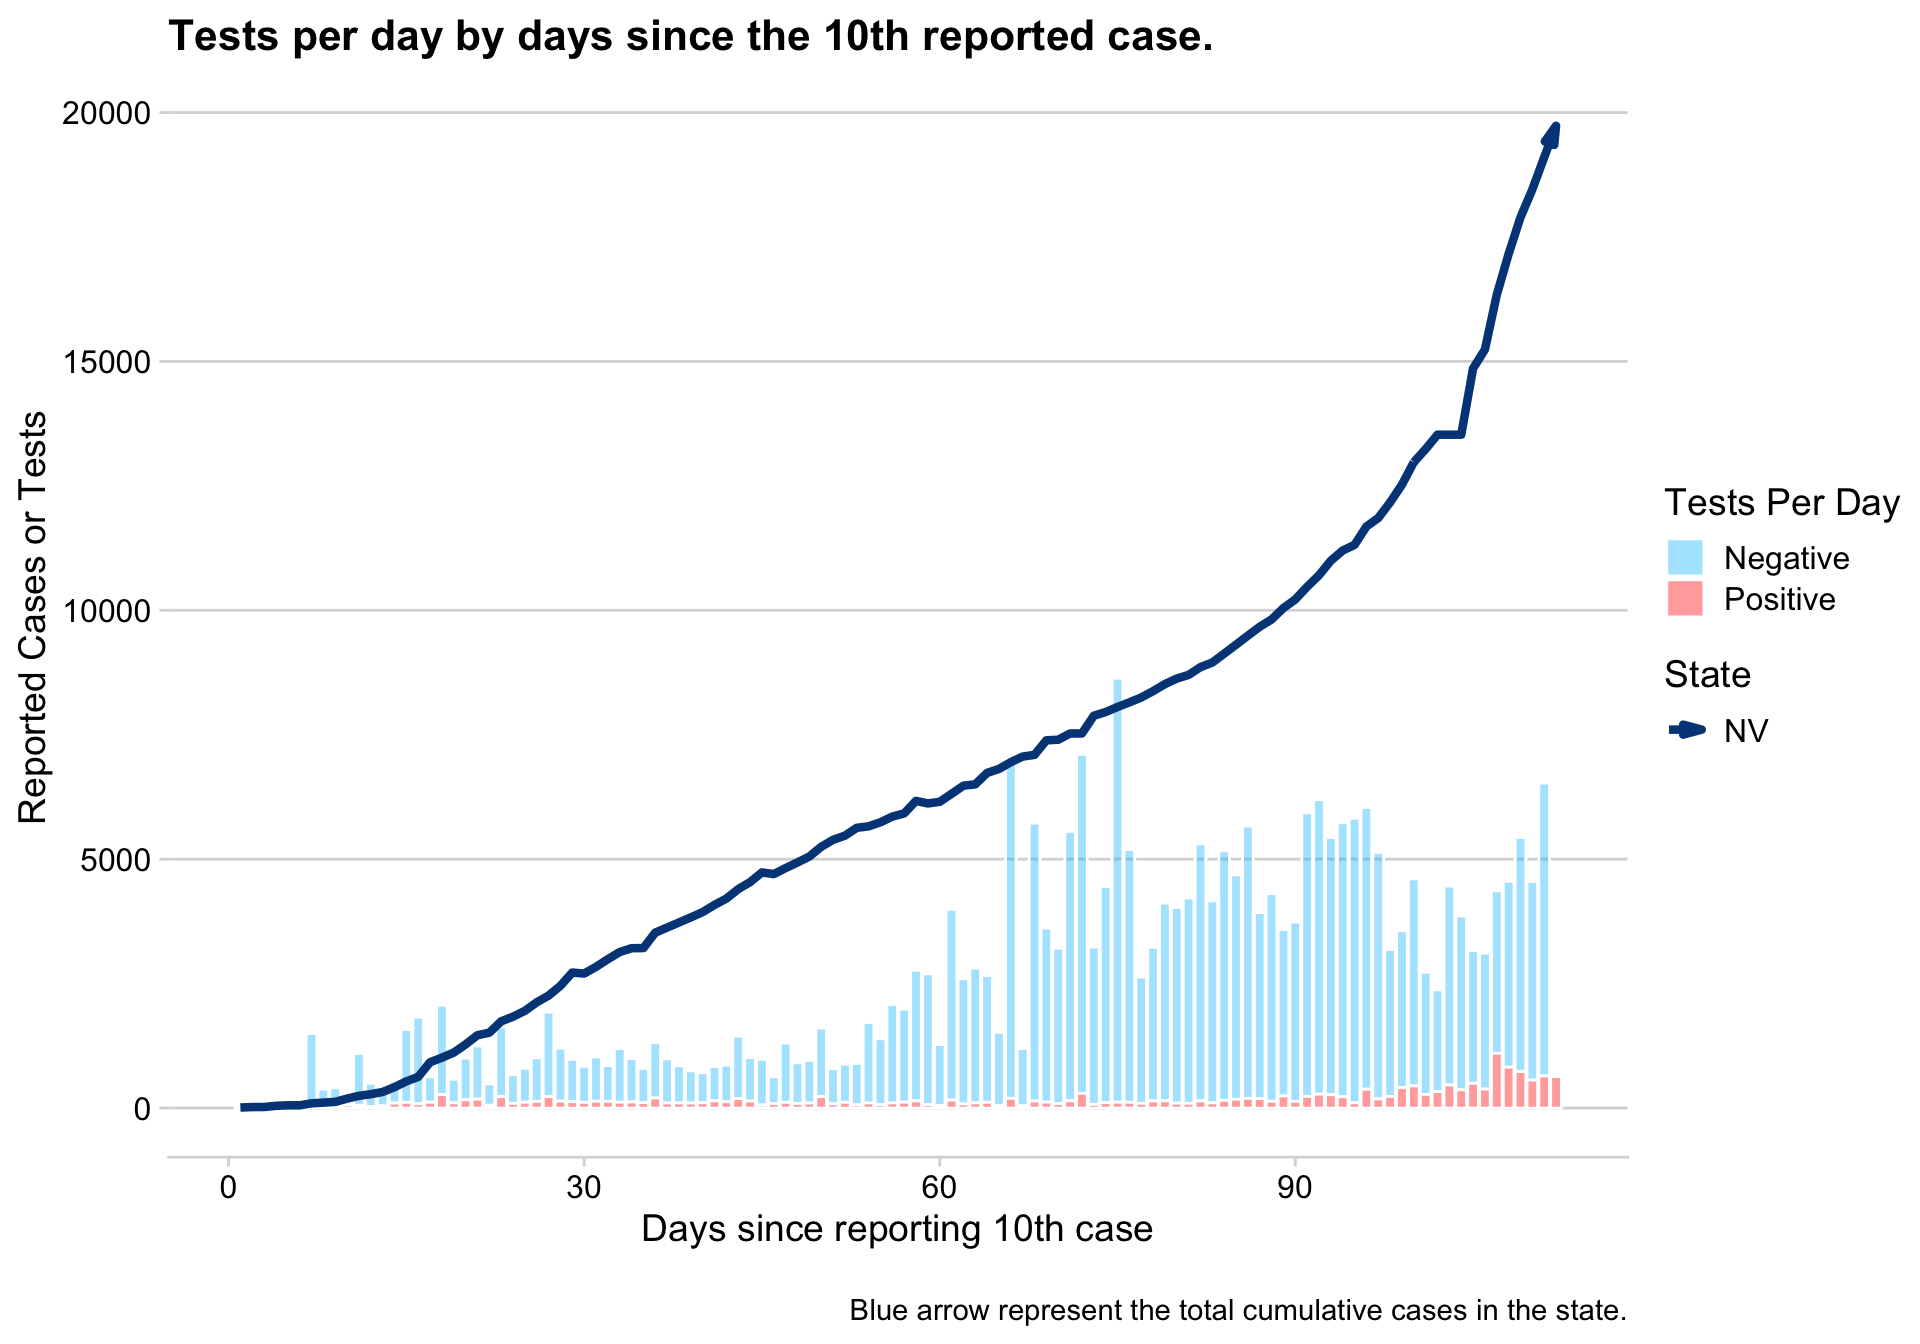 Tests per day by days since the 10th reported case.
20000
15000
10000
5000
0
Reported Cases or Tests
0
30
60
90
Days since reporting 10th case
Tests Per Day
Negative
Positive
State
NV
Blue arrow represent the total cumulative cases in the state.